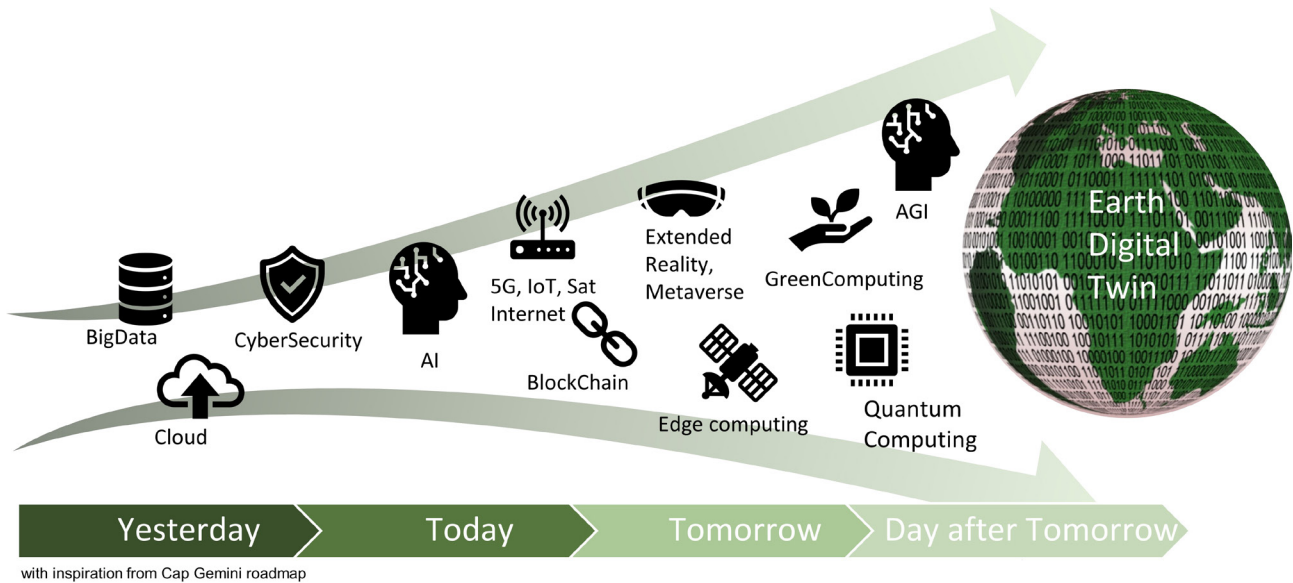 BigData
Cloud
CyberSecurity
AI
5G, IoT, Sat
Internet
BlockChain
Extended
Reality,
Metaverse
Edge computing
GreenComputing
Quantum
Computing
AGI
Earth
Digital
Twin
Yesterday
Today
Tomorrow
Day after Tomorrow
with inspiration from Cap Gemini roadmap